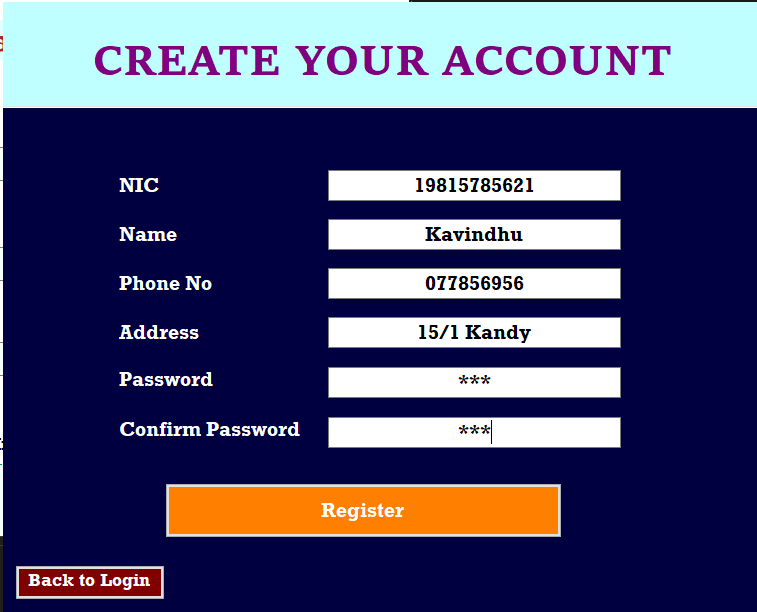 CREATE YOUR ACCOUNT
NIC 19815785621
Name Kavindhu
Phone No 077856956
Address 15/1 Kandy
Password ***
Confirm Password ***
Register
Back to Login